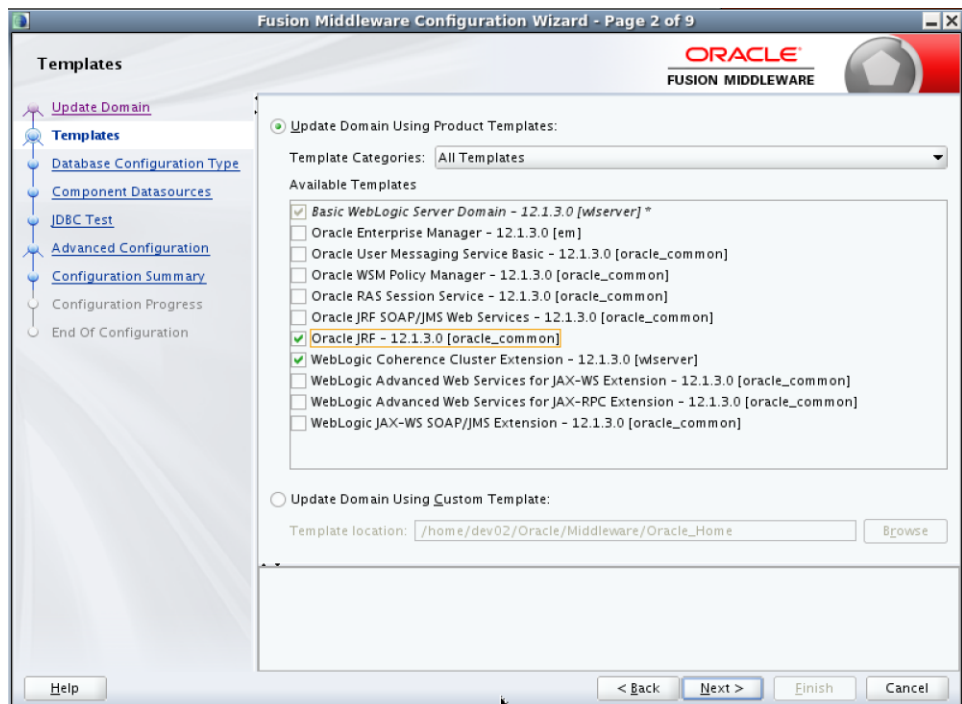 Fusion Middleware Configuration Wizard - Page 2 of 9
Templates
ORACLE
FUSION MIDDLEWARE
Update Domain
Templates
Database Configuration Type
Component Datasources
JDBC Test
Advanced Configuration
Configuration Summary
Configuration Progress
End Of Configuration
Update Domain Using Product Templates:
Template Categories: All Templates
Available Templates
Basic WebLogic Server Domain - 12.1.3.0 [wlserver] *
Oracle Enterprise Manager - 12.1.3.0 [em]
Oracle User Messaging Service Basic - 12.1.3.0 [oracle_common]
Oracle WSM Policy Manager - 12.1.3.0 [oracle_common]
Oracle RAS Session Service - 12.1.3.0 [oracle_common]
Oracle JRF SOAP/JMS Web Services - 12.1.3.0 [oracle_common]
Oracle JRF - 12.1.3.0 [oracle_common]
WebLogic Coherence Cluster Extension - 12.1.3.0 [wlserver]
WebLogic Advanced Web Services for JAX-WS Extension - 12.1.3.0 [oracle_common]
WebLogic Advanced Web Services for JAX-RPC Extension - 12.1.3.0 [oracle_common]
WebLogic JAX-WS SOAP/JMS Extension - 12.1.3.0 [oracle_common]
Update Domain Using Custom Template:
Template location: /home/dev02/Oracle/Middleware/Oracle_Home Browse
Help < Back Next > Finish Cancel